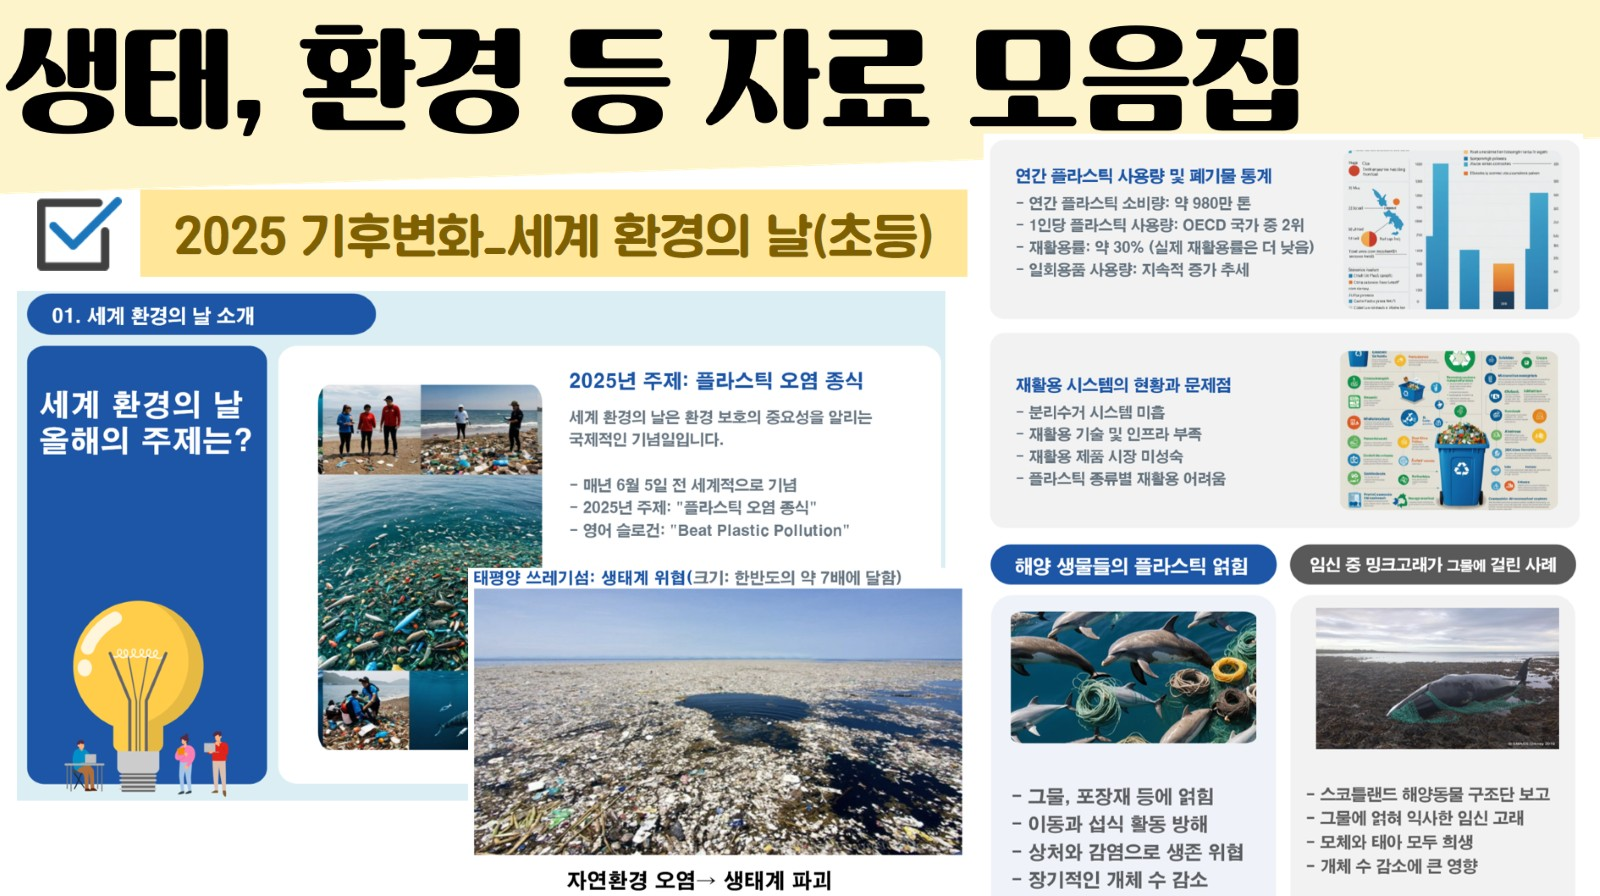 생태, 환경 등 자료 모음집
2025 기후변화_세계 환경의 날(초등)
01. 세계 환경의 날 소개
세계 환경의 날
올해의 주제는?
2025년 주제: 플라스틱 오염 종식
세계 환경의 날은 환경 보호의 중요성을 알리는
국제적인 기념일입니다.
- 매년 6월 5일 전 세계적으로 기념
- 2025년 주제: "플라스틱 오염 종식"
- 영어 슬로건: "Beat Plastic Pollution"
태평양 쓰레기섬: 생태계 위협(크기: 한반도의 약 7배에 달함)
자연환경 오염→ 생태계 파괴
연간 플라스틱 사용량 및 폐기물 통계
- 연간 플라스틱 소비량: 약 980만 톤
- 1인당 플라스틱 사용량: OECD 국가 중 2위
- 재활용률: 약 30% (실제 재활용률은 더 낮음)
- 일회용품 사용량: 지속적 증가 추세
재활용 시스템의 현황과 문제점
- 분리수거 시스템 미흡
- 재활용 기술 및 인프라 부족
- 재활용 제품 시장 미성숙
- 플라스틱 종류별 재활용 어려움
해양 생물들의 플라스틱 얽힘
- 그물, 포장재 등에 얽힘
- 이동과 섭식 활동 방해
- 상처와 감염으로 생존 위협
- 장기적인 개체 수 감소
임신 중 밍크고래가 그물에 걸린 사례
- 스코틀랜드 해양동물 구조단 보고
- 그물에 얽혀 익사한 임신 고래
- 모체와 태아 모두 희생
- 개체 수 감소에 큰 영향